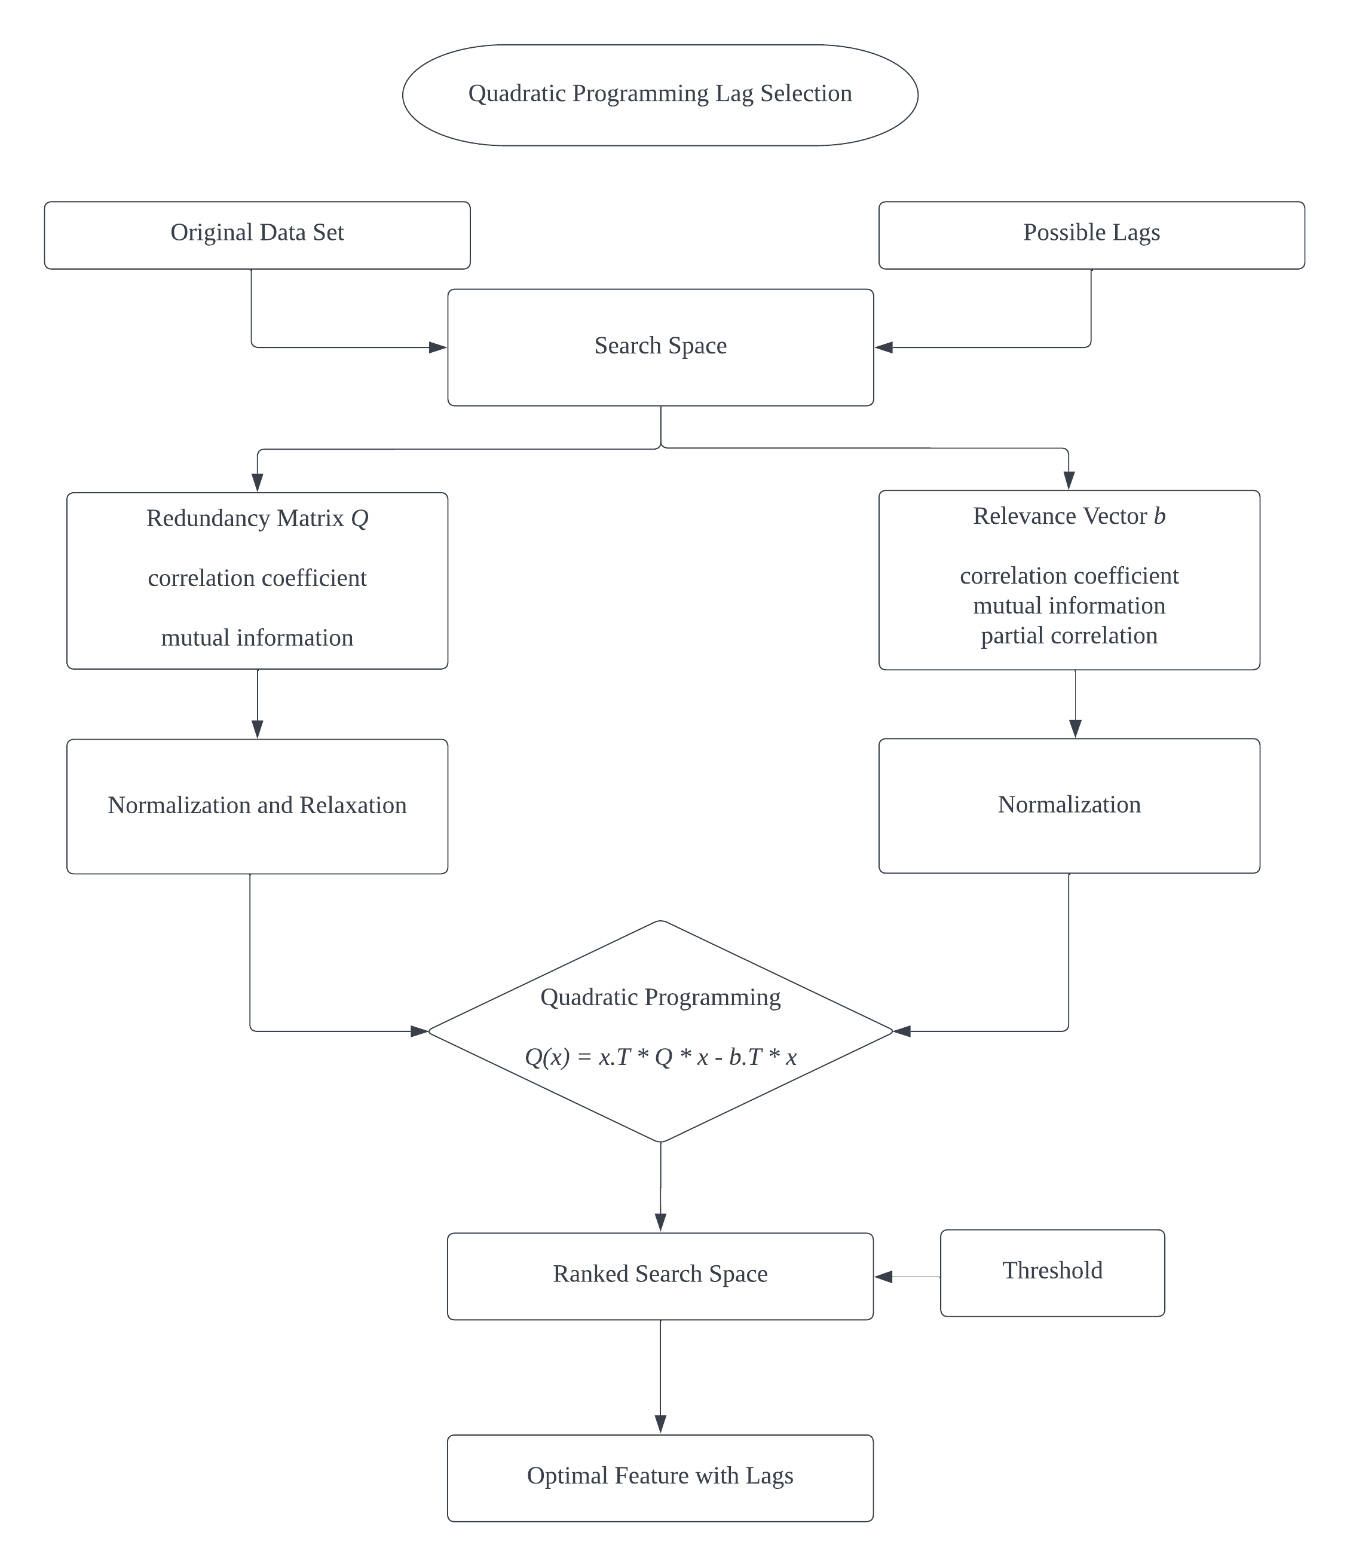 Quadratic Programming Lag Selection
Original Data Set
Possible Lags
Search Space
Redundancy Matrix Q
correlation coefficient
mutual information
Relevance Vector b
correlation coefficient
mutual information
partial correlation
Normalization and Relaxation
Normalization
Quadratic Programming
Q(x) = x.T * Q * x - b.T * x
Ranked Search Space
Threshold
Optimal Feature with Lags